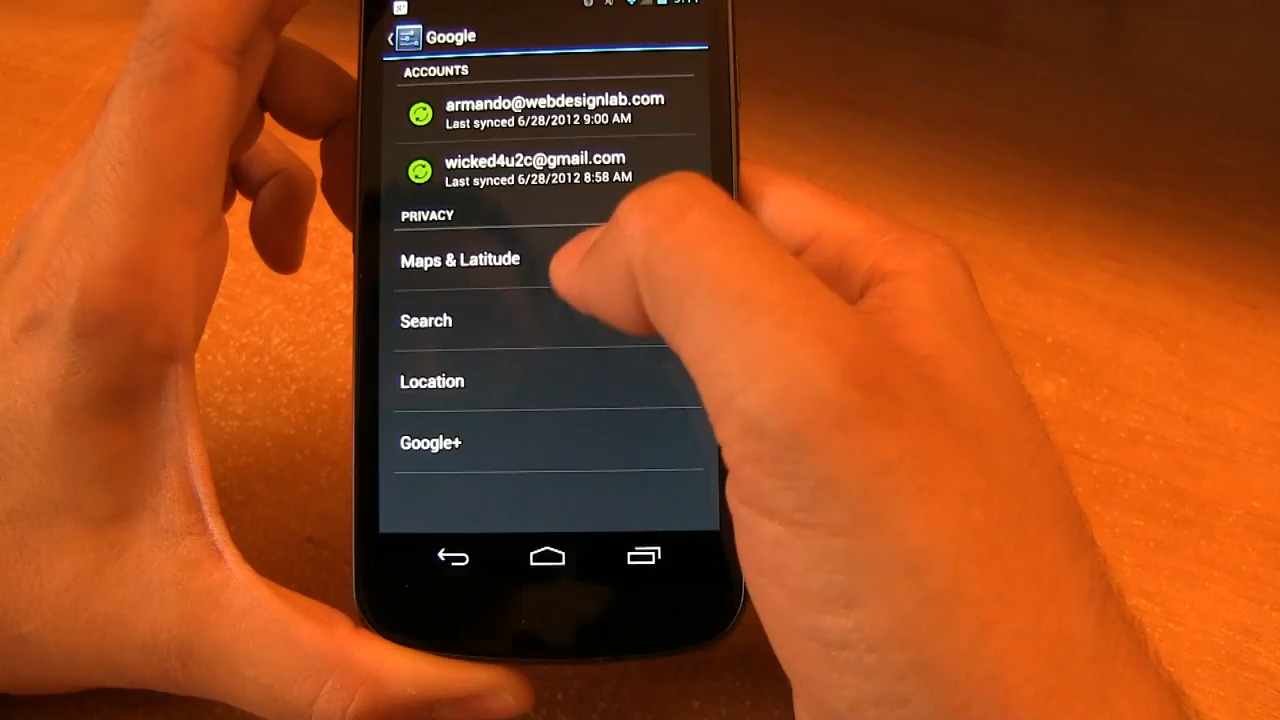 Google
ACCOUNTS
armando@webdesignlab.com
Last synced 6/28/2012 9:00 AM
wicked4u2c@gmail.com
Last synced 6/28/2012 8:58 AM
PRIVACY
Maps & Latitude
Search
Location
Google+